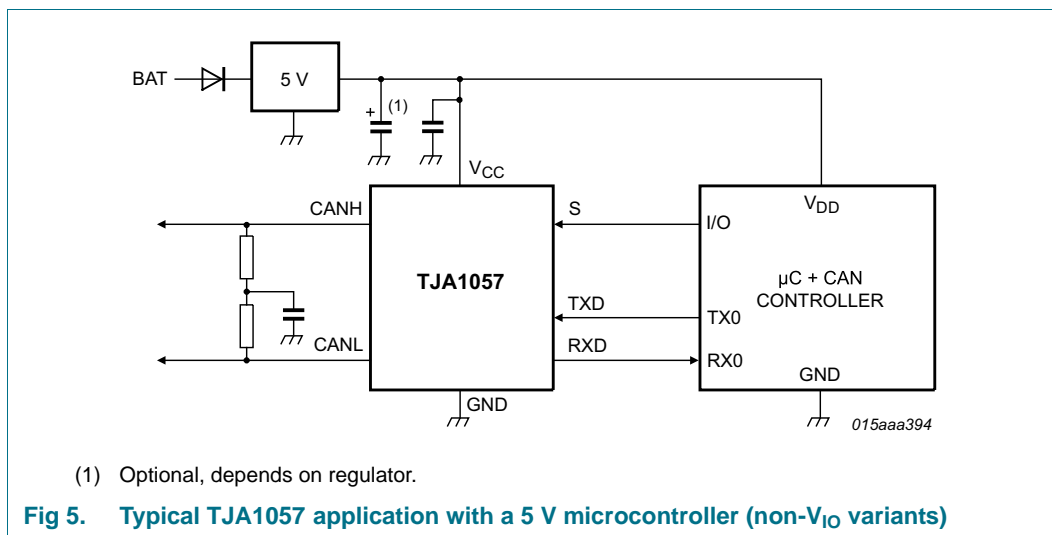 BAT
5 V
+
(1)
VCC
VDD
CANH
S
I/O
TJA1057
µC + CAN
CONTROLLER
TXD
TX0
CANL
RXD
RX0
GND
GND
015aaa394
(1) Optional, depends on regulator.
Fig 5. Typical TJA1057 application with a 5 V microcontroller (non-VIO variants)